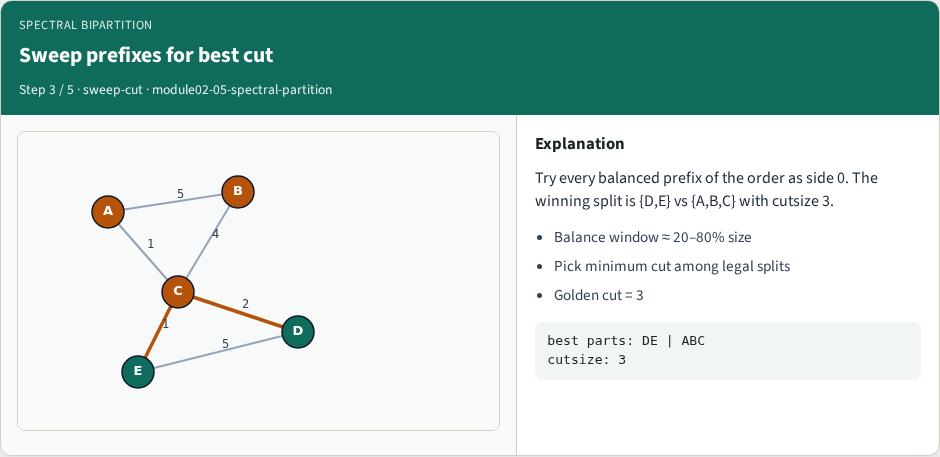 SPECTRAL BIPARTITION
Sweep prefixes for best cut
Step 3 / 5 · sweep-cut · module02-05-spectral-partition
A
B
C
D
E
5
1
4
2
1
5
Explanation
Try every balanced prefix of the order as side 0. The
winning split is {D,E} vs {A,B,C} with cutsize 3.
• Balance window ≈ 20–80% size
• Pick minimum cut among legal splits
• Golden cut = 3
best parts: DE | ABC
cutsize: 3